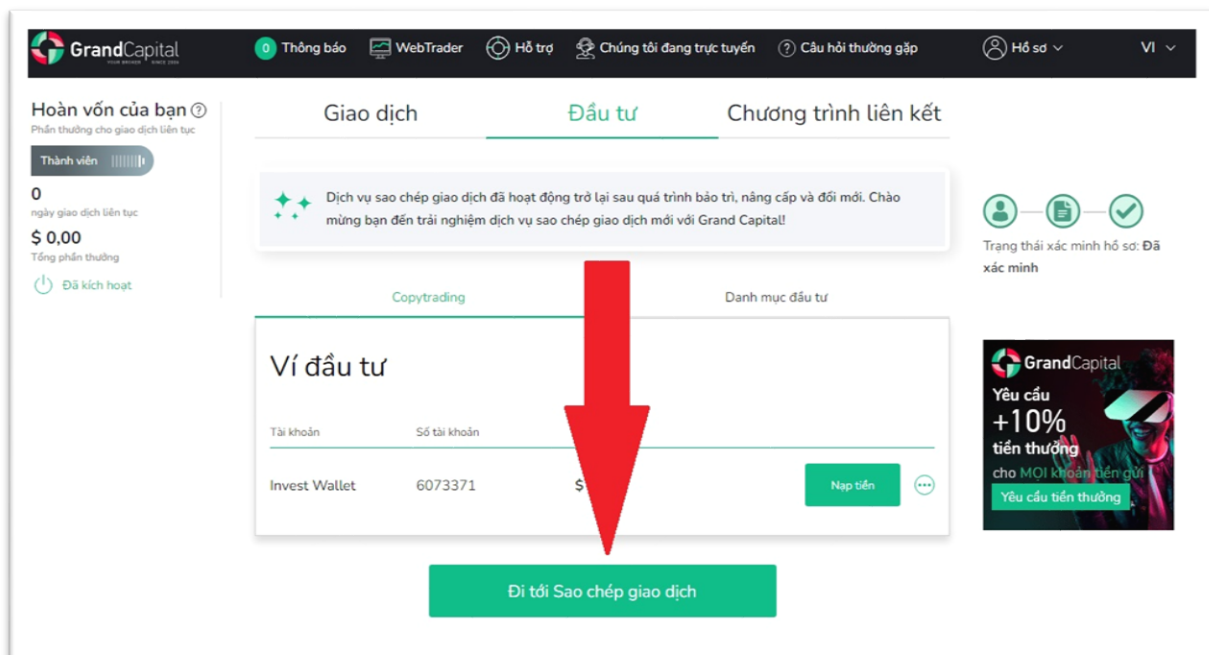 GrandCapital
YOUR BROKER SINCE 2006
0 Thông báo
WebTrader
Hỗ trợ
Chúng tôi đang trực tuyến
Câu hỏi thường gặp
Hồ sơ
VI
Hoàn vốn của bạn
Phần thưởng cho giao dịch liên tục
Thành viên
0
ngày giao dịch liên tục
$ 0,00
Tổng phần thưởng
Đã kích hoạt
Giao dịch
Đầu tư
Chương trình liên kết
Dịch vụ sao chép giao dịch đã hoạt động trở lại sau quá trình bảo trì, nâng cấp và đổi mới. Chào
mừng bạn đến trải nghiệm dịch vụ sao chép giao dịch mới với Grand Capital!
Trạng thái xác minh hồ sơ: Đã
xác minh
Copytrading
Danh mục đầu tư
Ví đầu tư
Tài khoản
Số tài khoản
Invest Wallet
6073371
$
Nạp tiền
Đi tới Sao chép giao dịch
GrandCapital
Yêu cầu
+10%
tiền thưởng
cho MỌI khoản tiền gửi
Yêu cầu tiền thưởng